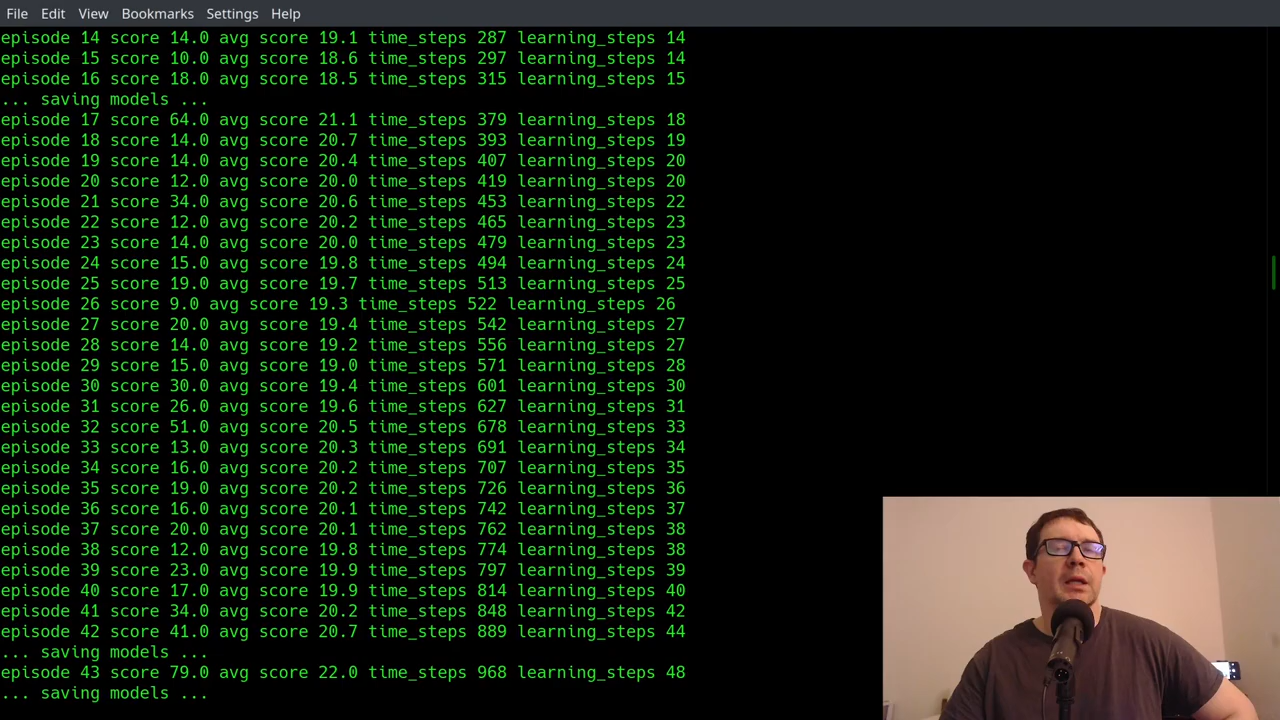 File Edit View Bookmarks Settings Help
episode 14 score 14.0 avg score 19.1 time_steps 287 learning_steps 14
episode 15 score 10.0 avg score 18.6 time_steps 297 learning_steps 14
episode 16 score 18.0 avg score 18.5 time_steps 315 learning_steps 15
... saving models ...
episode 17 score 64.0 avg score 21.1 time_steps 379 learning_steps 18
episode 18 score 14.0 avg score 20.7 time_steps 393 learning_steps 19
episode 19 score 14.0 avg score 20.4 time_steps 407 learning_steps 20
episode 20 score 12.0 avg score 20.0 time_steps 419 learning_steps 20
episode 21 score 34.0 avg score 20.6 time_steps 453 learning_steps 22
episode 22 score 12.0 avg score 20.2 time_steps 465 learning_steps 23
episode 23 score 14.0 avg score 20.0 time_steps 479 learning_steps 23
episode 24 score 15.0 avg score 19.8 time_steps 494 learning_steps 24
episode 25 score 19.0 avg score 19.7 time_steps 513 learning_steps 25
episode 26 score 9.0 avg score 19.3 time_steps 522 learning_steps 26
episode 27 score 20.0 avg score 19.4 time_steps 542 learning_steps 27
episode 28 score 14.0 avg score 19.2 time_steps 556 learning_steps 27
episode 29 score 15.0 avg score 19.0 time_steps 571 learning_steps 28
episode 30 score 30.0 avg score 19.4 time_steps 601 learning_steps 30
episode 31 score 26.0 avg score 19.6 time_steps 627 learning_steps 31
episode 32 score 51.0 avg score 20.5 time_steps 678 learning_steps 33
episode 33 score 13.0 avg score 20.3 time_steps 691 learning_steps 34
episode 34 score 16.0 avg score 20.2 time_steps 707 learning_steps 35
episode 35 score 19.0 avg score 20.2 time_steps 726 learning_steps 36
episode 36 score 16.0 avg score 20.1 time_steps 742 learning_steps 37
episode 37 score 20.0 avg score 20.1 time_steps 762 learning_steps 38
episode 38 score 12.0 avg score 19.8 time_steps 774 learning_steps 38
episode 39 score 23.0 avg score 19.9 time_steps 797 learning_steps 39
episode 40 score 17.0 avg score 19.9 time_steps 814 learning_steps 40
episode 41 score 34.0 avg score 20.2 time_steps 848 learning_steps 42
episode 42 score 41.0 avg score 20.7 time_steps 889 learning_steps 44
... saving models ...
episode 43 score 79.0 avg score 22.0 time_steps 968 learning_steps 48
... saving models ...